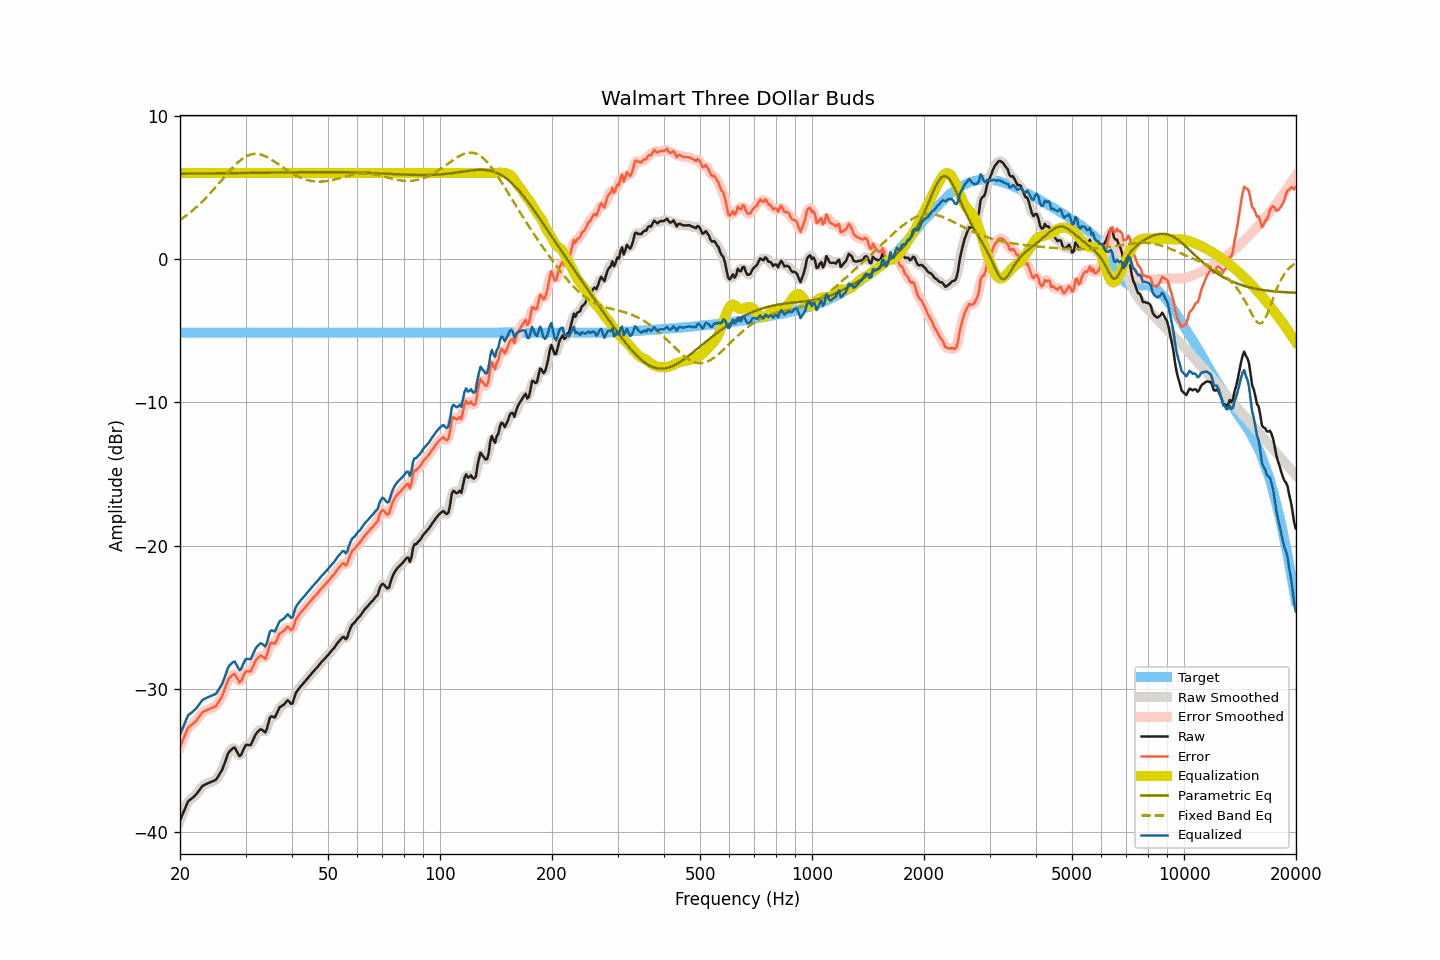 Walmart Three DOllar Buds
10
0
−10
−20
−30
−40
Amplitude (dBr)
20
50
100
200
500
1000
2000
5000
10000
20000
Frequency (Hz)
Target
Raw Smoothed
Error Smoothed
Raw
Error
Equalization
Parametric Eq
Fixed Band Eq
Equalized